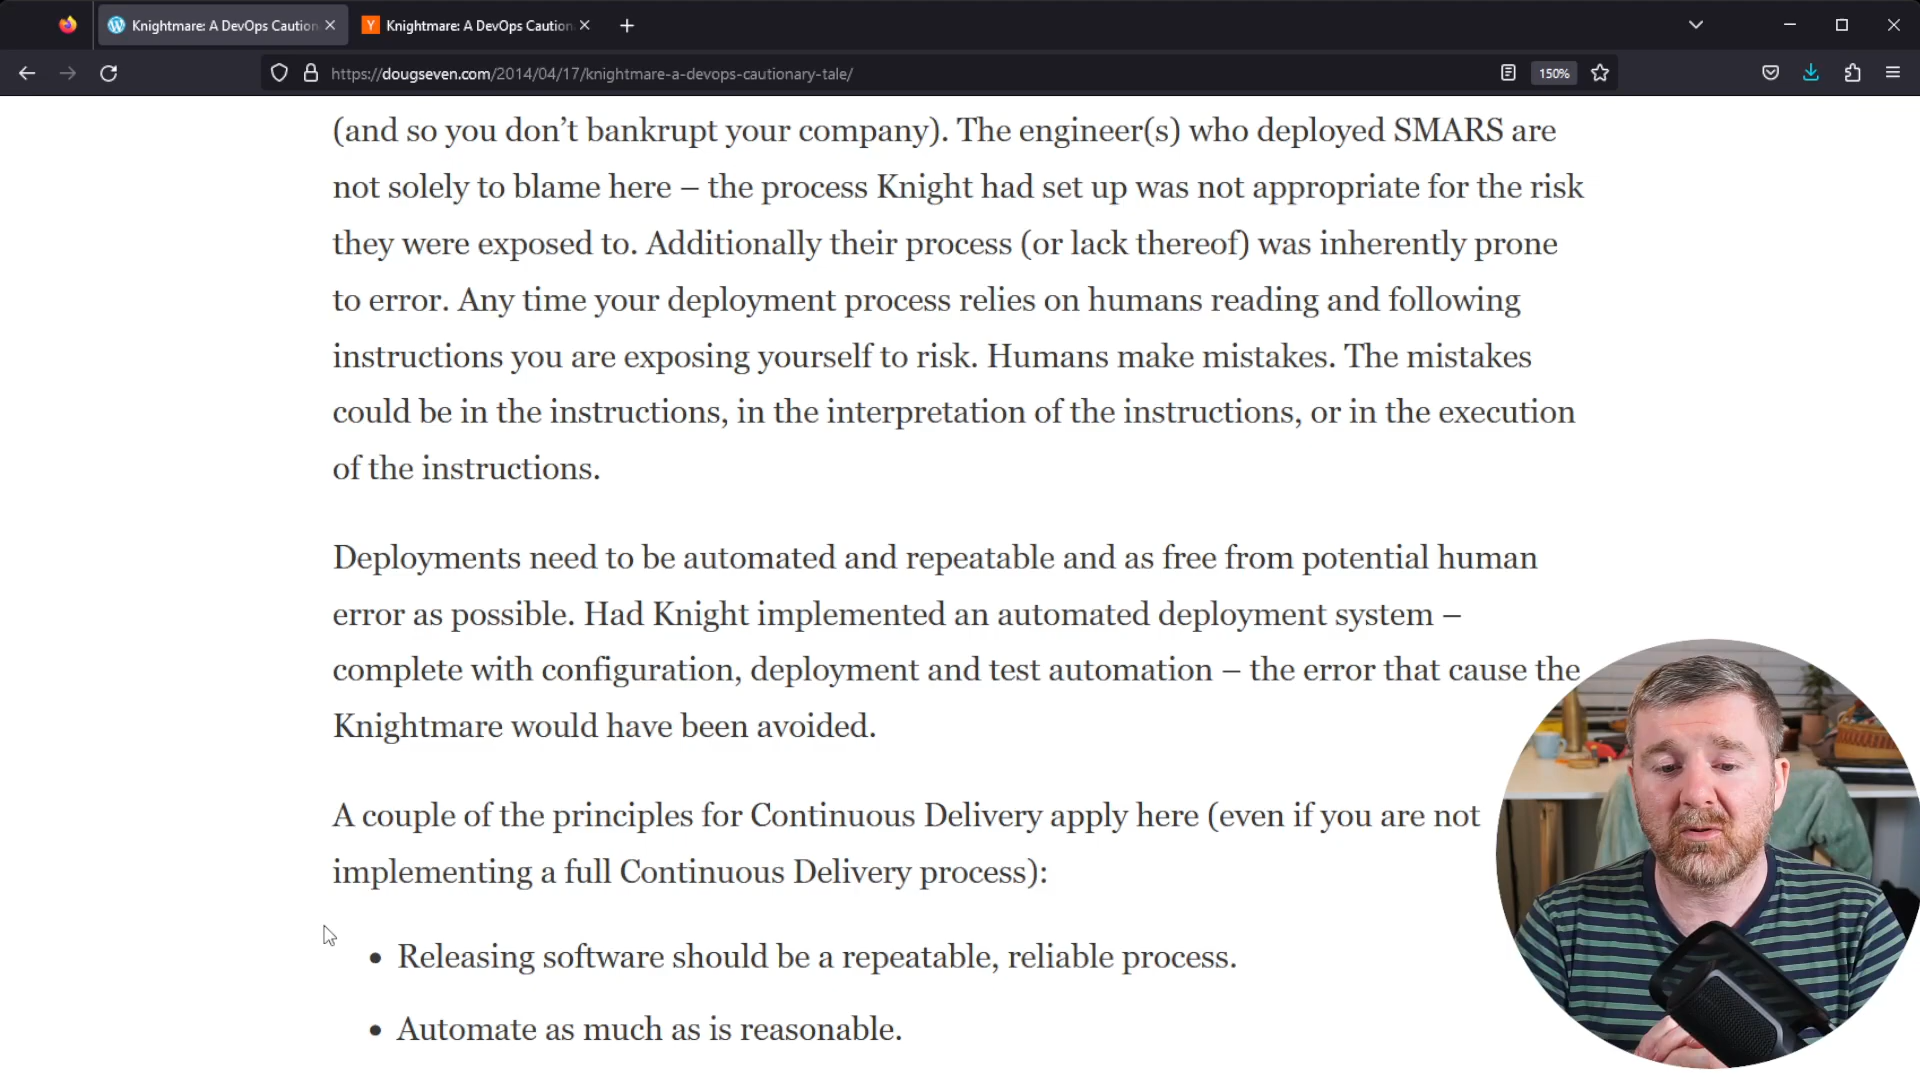 Knightmare: A DevOps Caution
Knightmare: A DevOps Caution
https://dougseven.com/2014/04/17/knightmare-a-devops-cautionary-tale/
150%
(and so you don’t bankrupt your company). The engineer(s) who deployed SMARS are
not solely to blame here – the process Knight had set up was not appropriate for the risk
they were exposed to. Additionally their process (or lack thereof) was inherently prone
to error. Any time your deployment process relies on humans reading and following
instructions you are exposing yourself to risk. Humans make mistakes. The mistakes
could be in the instructions, in the interpretation of the instructions, or in the execution
of the instructions.
Deployments need to be automated and repeatable and as free from potential human
error as possible. Had Knight implemented an automated deployment system –
complete with configuration, deployment and test automation – the error that cause the
Knightmare would have been avoided.
A couple of the principles for Continuous Delivery apply here (even if you are not
implementing a full Continuous Delivery process):
• Releasing software should be a repeatable, reliable process.
• Automate as much as is reasonable.